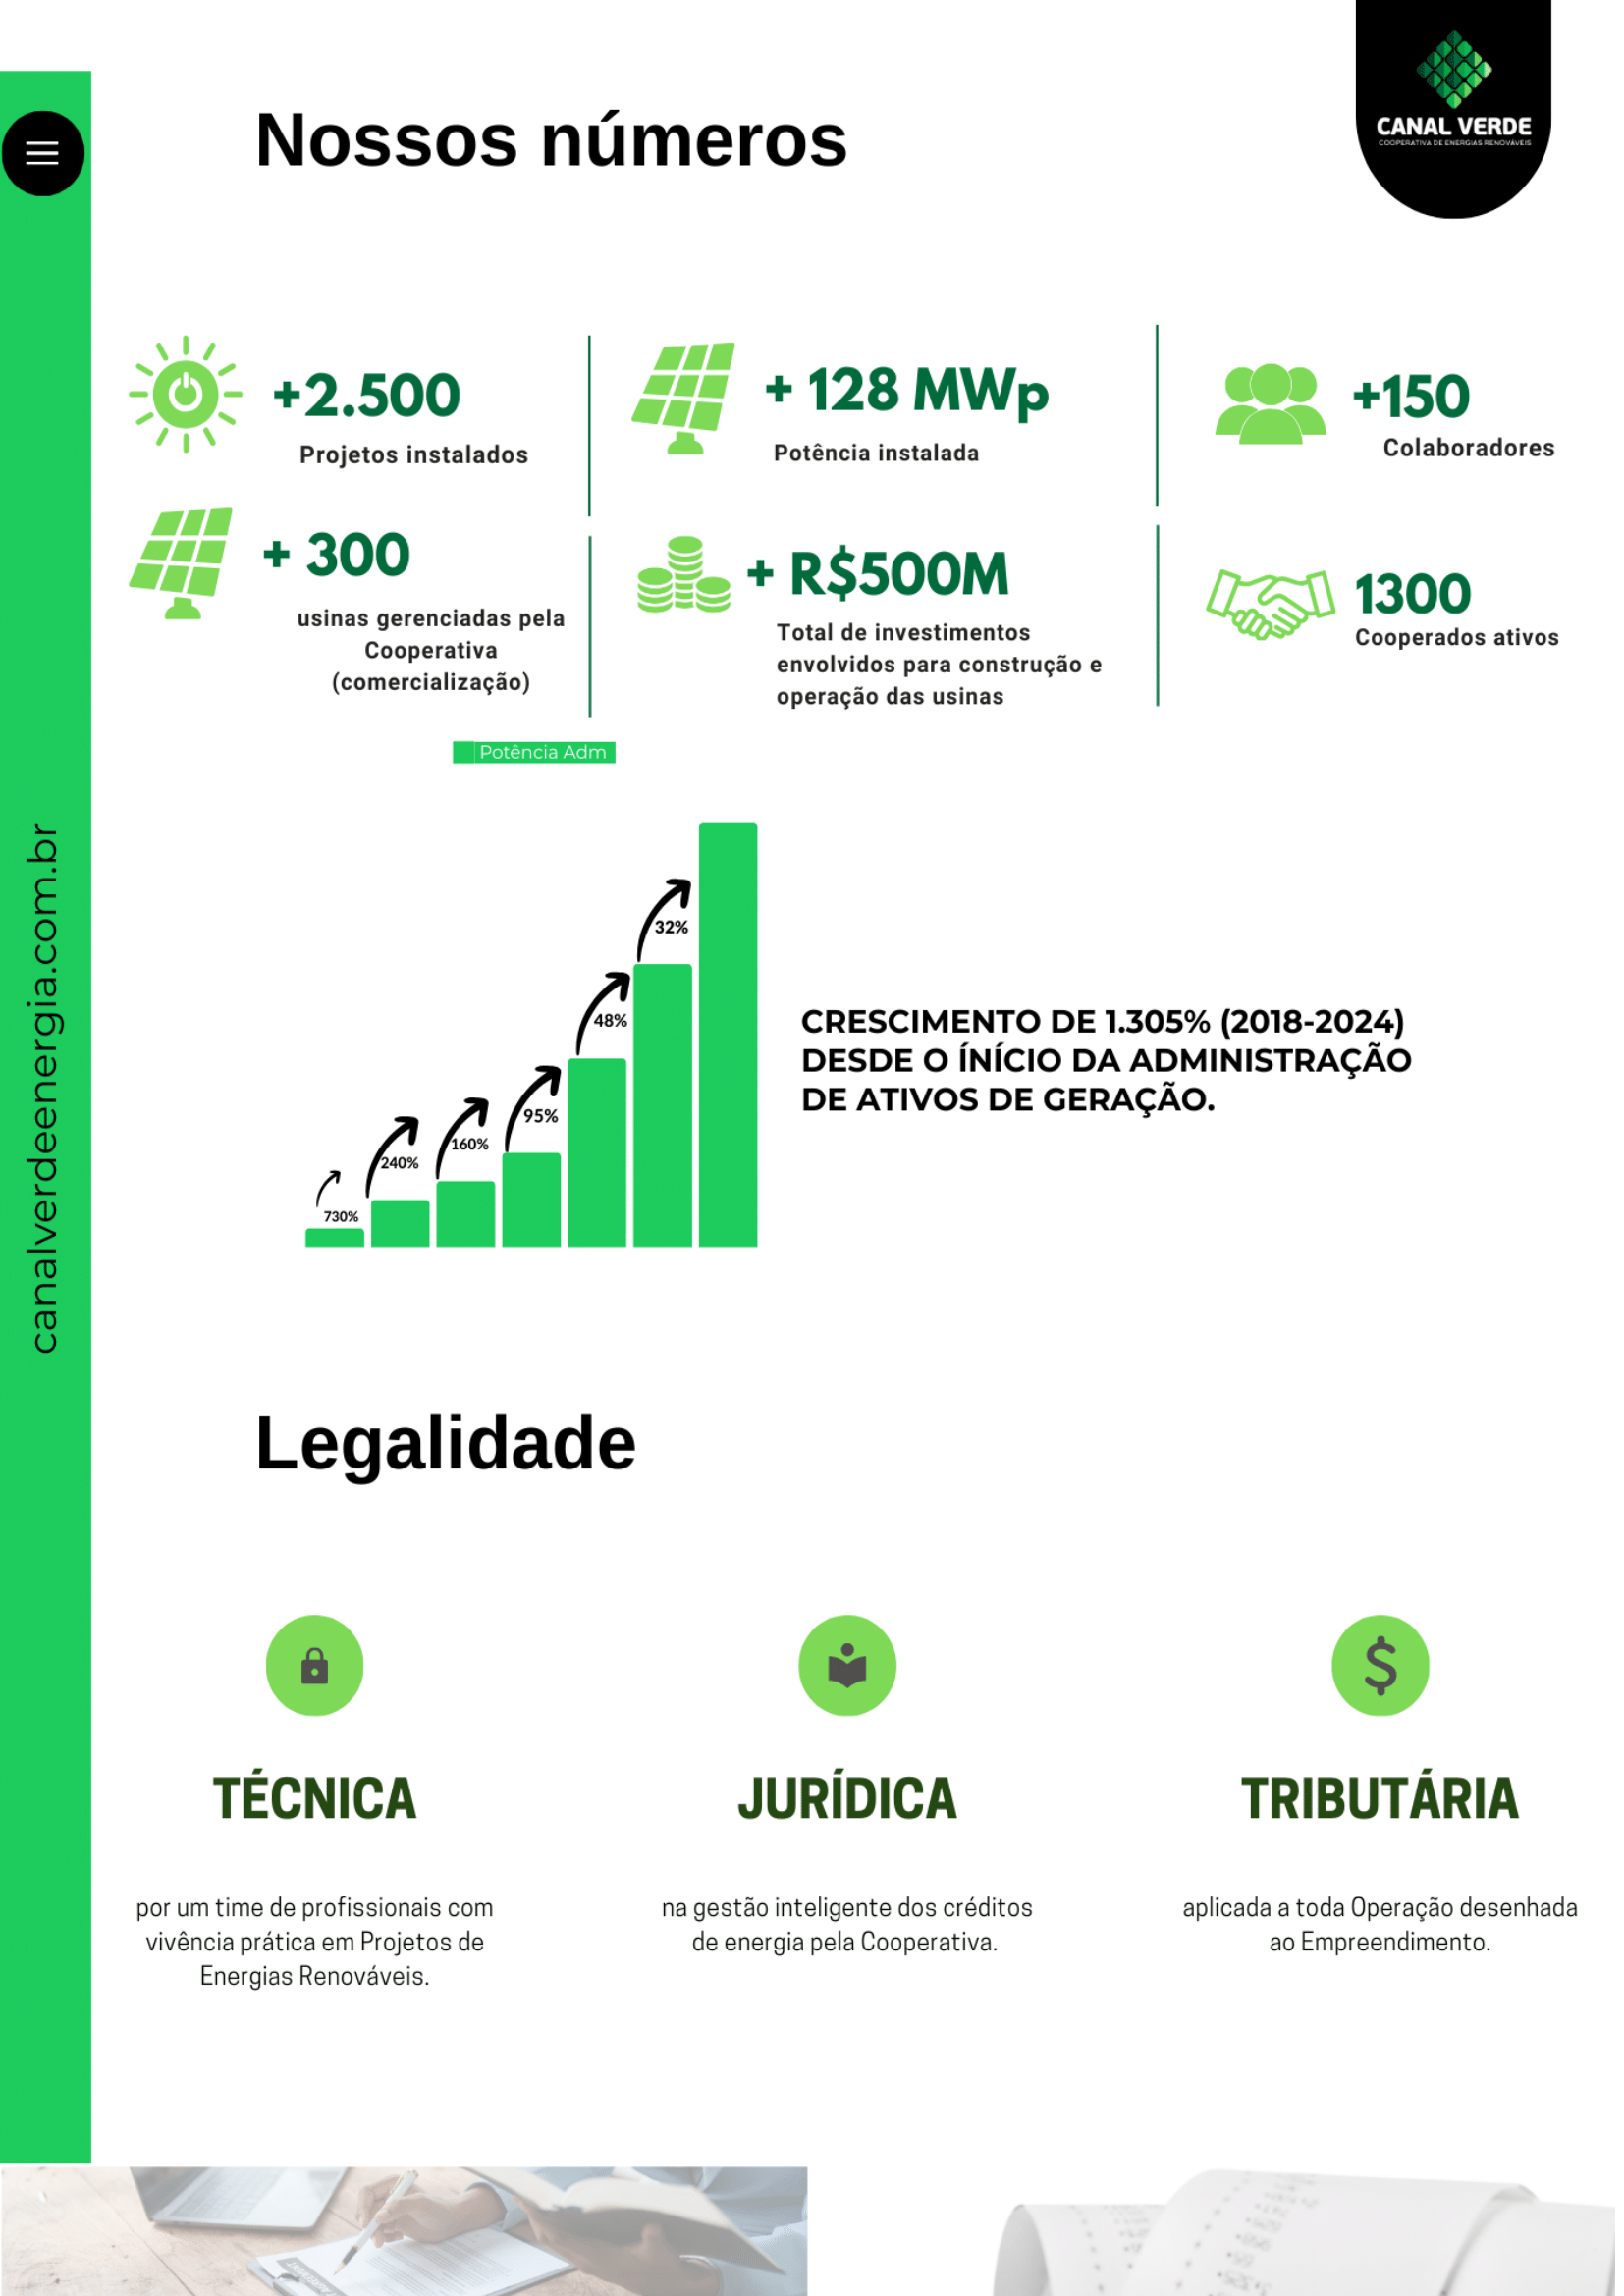 CANAL VERDE
COOPERATIVA DE ENERGIAS RENOVÁVEIS
Nossos números
+2.500
Projetos instalados
+ 128 MWp
Potência instalada
+150
Colaboradores
+ 300
usinas gerenciadas pela
Cooperativa
(comercialização)
+ R$500M
Total de investimentos
envolvidos para construção e
operação das usinas
1300
Cooperados ativos
Potência Adm
730%
240%
160%
95%
48%
32%
CRESCIMENTO DE 1.305% (2018-2024)
DESDE O ÍNÍCIO DA ADMINISTRAÇÃO
DE ATIVOS DE GERAÇÃO.
canalverdeenergia.com.br
Legalidade
TÉCNICA
por um time de profissionais com
vivência prática em Projetos de
Energias Renováveis.
JURÍDICA
na gestão inteligente dos créditos
de energia pela Cooperativa.
TRIBUTÁRIA
aplicada a toda Operação desenhada
ao Empreendimento.